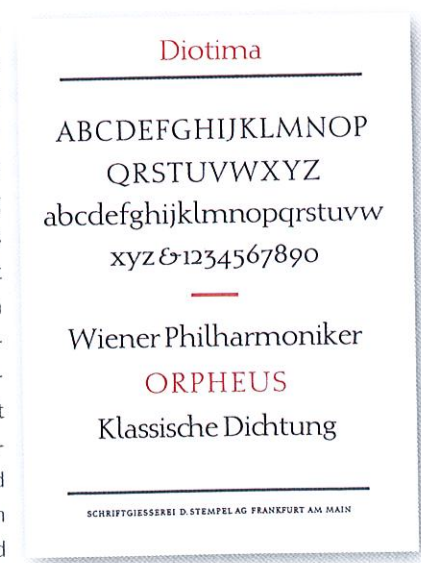 Diotima
ABCDEFGHIJKLMNOP
QRSTUVWXYZ
abcdefghijklmnopqrstuvw
xyz&1234567890
Wiener Philharmoniker
ORPHEUS
Klassische Dichtung
SCHRIFTGIESSEREI D. STEMPEL AG FRANKFURT AM MAIN